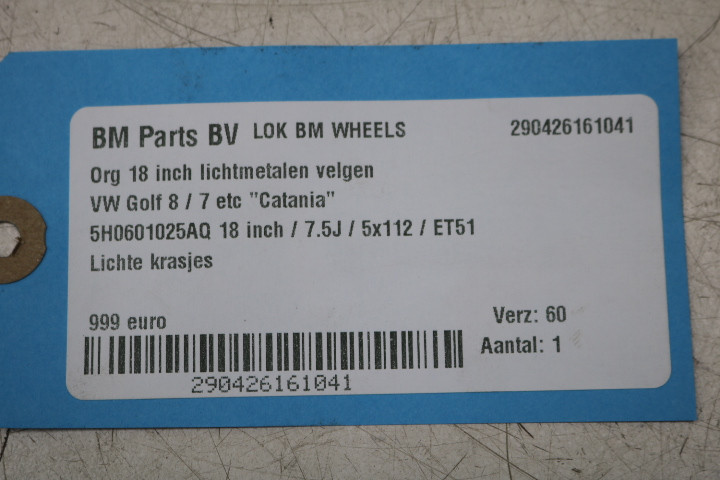 BM Parts BV LOK BM WHEELS 290426161041
Org 18 inch lichtmetalen velgen
VW Golf 8 / 7 etc "Catania"
5H0601025AQ 18 inch / 7.5J / 5x112 / ET51
Lichte krasjes
999 euro Verz: 60
Aantal: 1
290426161041